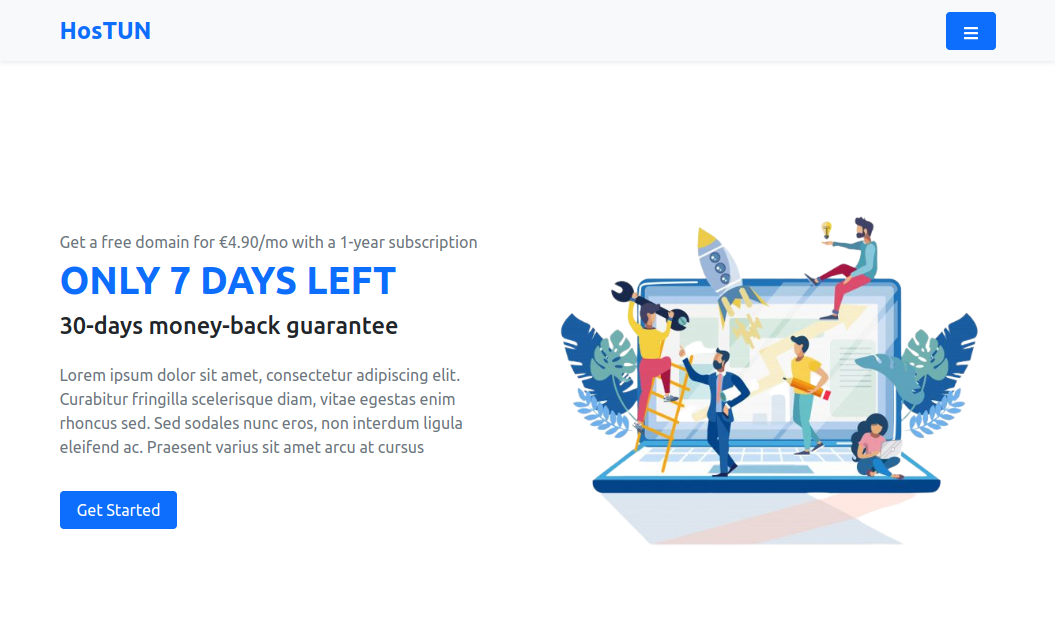 HosTUN
Get a free domain for €4.90/mo with a 1-year subscription
ONLY 7 DAYS LEFT
30-days money-back guarantee
Lorem ipsum dolor sit amet, consectetur adipiscing elit.
Curabitur fringilla scelerisque diam, vitae egestas enim
rhoncus sed. Sed sodales nunc eros, non interdum ligula
eleifend ac. Praesent varius sit amet arcu at cursus
Get Started